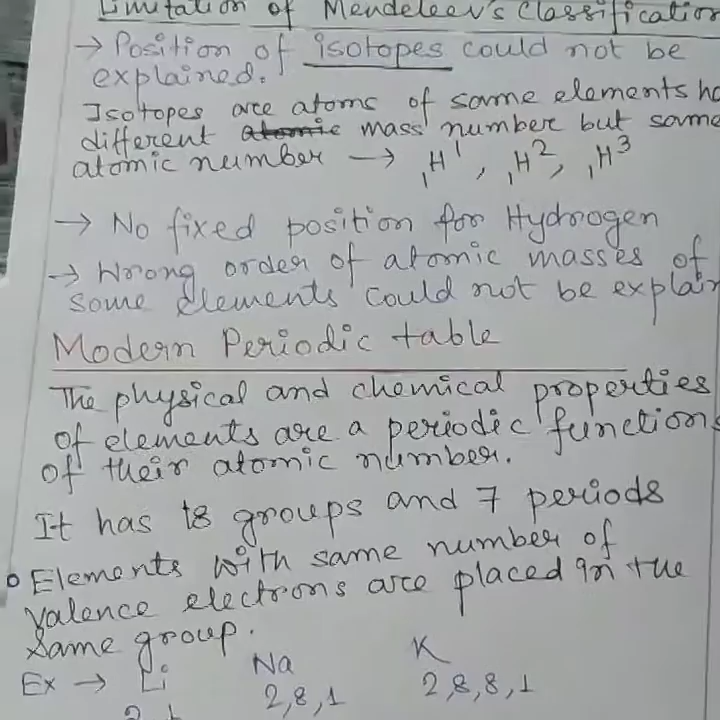 Limitation of Mendeleev's Classification
→ Position of isotopes could not be
explained.
Isotopes are atoms of same elements
different atomic mass number but same
atomic number → ₁H¹, ₁H², ₁H³
→ No fixed position for Hydrogen
→ Wrong order of atomic masses of
some elements could not be explain
Modern Periodic table
The physical and chemical properties
of elements are a periodic functions
of their atomic number.
It has 18 groups and 7 periods
o Elements with same number of
valence electrons are placed in the
same group.
Ex → Li Na K
2,8,1 2,8,8,1